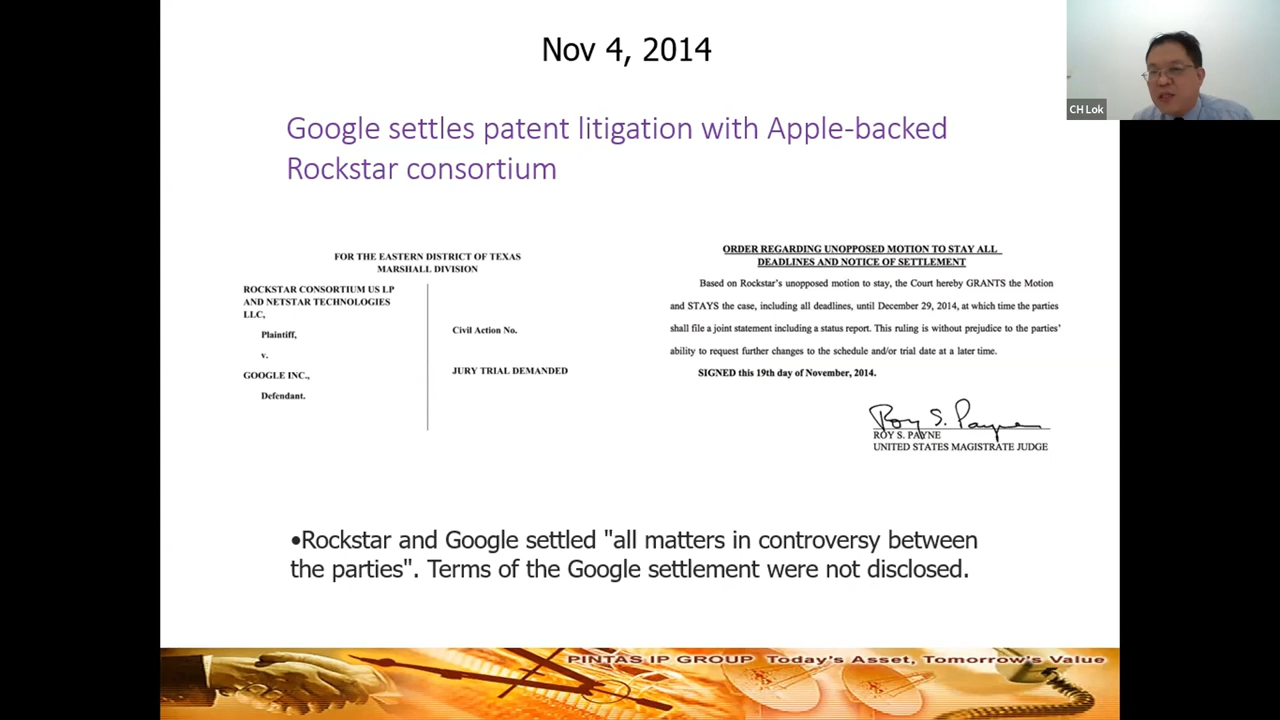 Nov 4, 2014
CH Lok
Google settles patent litigation with Apple-backed
Rockstar consortium
FOR THE EASTERN DISTRICT OF TEXAS
MARSHALL DIVISION
ROCKSTAR CONSORTIUM US LP
AND NETSTAR TECHNOLOGIES
LLC,
Plaintiff,
v.
GOOGLE INC.,
Defendant.
Civil Action No.
JURY TRIAL DEMANDED
ORDER REGARDING UNOPPOSED MOTION TO STAY ALL
DEADLINES AND NOTICE OF SETTLEMENT
Based on Rockstar's unopposed motion to stay, the Court hereby GRANTS the Motion
and STAYS the case, including all deadlines, until December 29, 2014, at which time the parties
shall file a joint statement including a status report. This ruling is without prejudice to the parties'
ability to request further changes to the schedule and/or trial date at a later time.
SIGNED this 19th day of November, 2014.
Roy S. Payne
ROY S. PAYNE
UNITED STATES MAGISTRATE JUDGE
•Rockstar and Google settled "all matters in controversy between
the parties". Terms of the Google settlement were not disclosed.
PINTAS IP GROUP Today's Asset, Tomorrow's Value